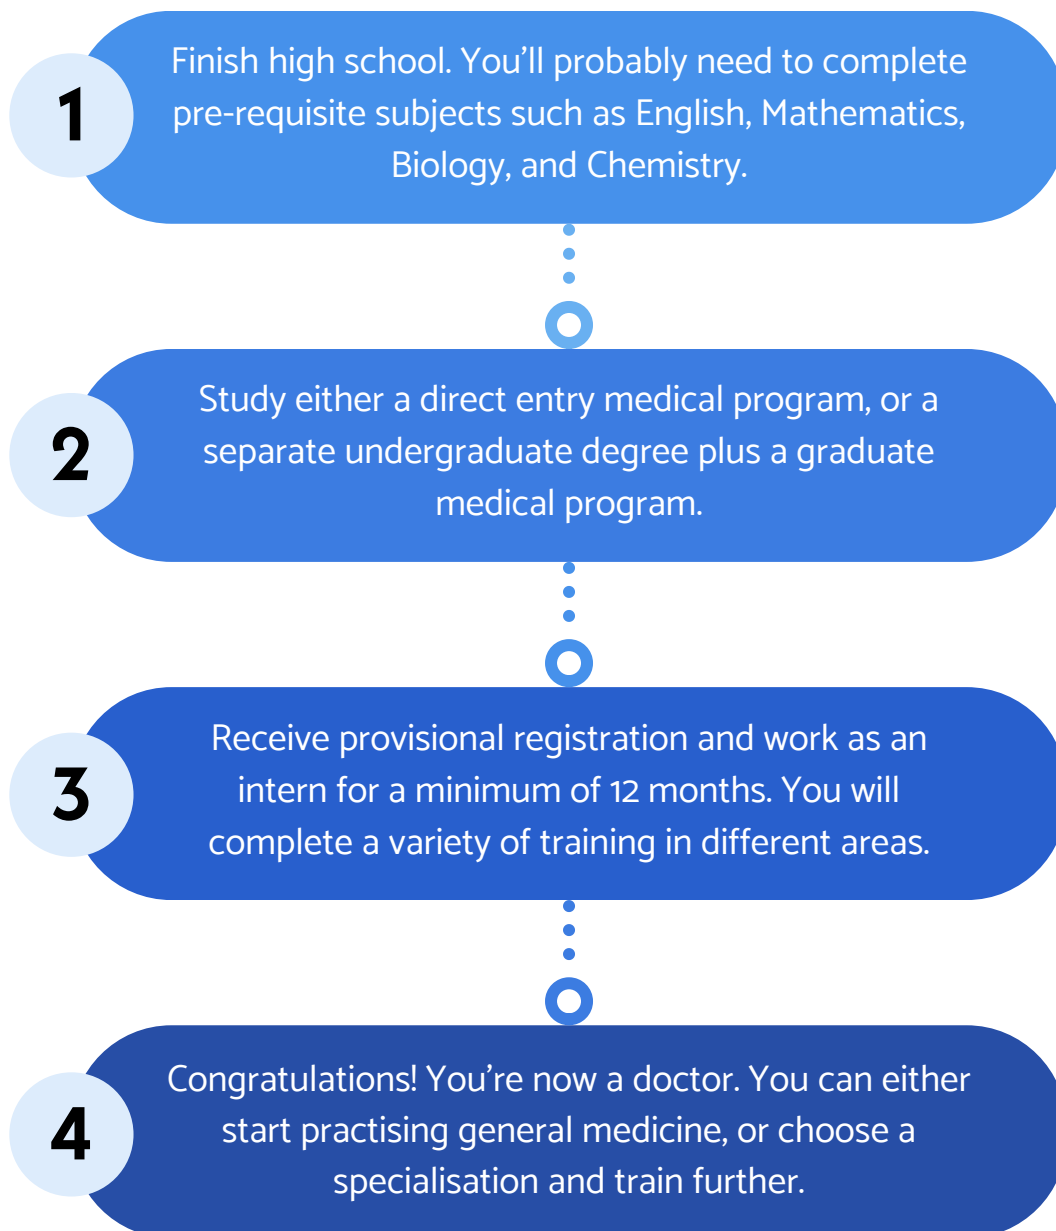 1
Finish high school. You’ll probably need to complete
pre-requisite subjects such as English, Mathematics,
Biology, and Chemistry.
2
Study either a direct entry medical program, or a
separate undergraduate degree plus a graduate
medical program.
3
Receive provisional registration and work as an
intern for a minimum of 12 months. You will
complete a variety of training in different areas.
4
Congratulations! You’re now a doctor. You can either
start practising general medicine, or choose a
specialisation and train further.